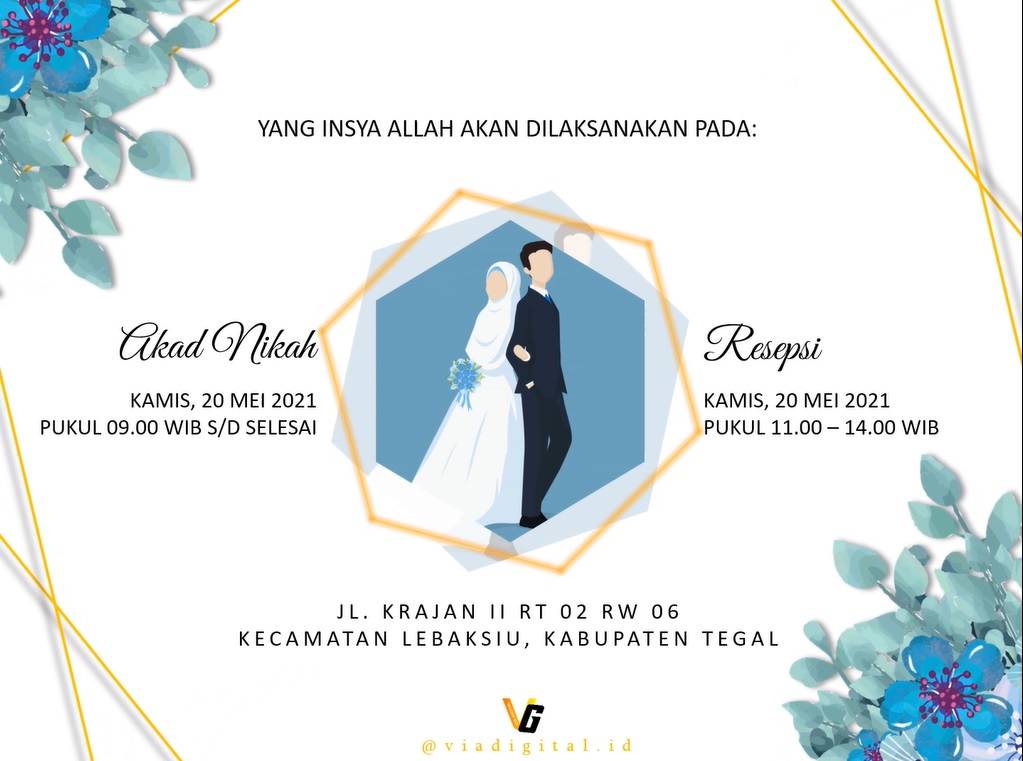 YANG INSYA ALLAH AKAN DILAKSANAKAN PADA:
Akad Nikah
KAMIS, 20 MEI 2021
PUKUL 09.00 WIB S/D SELESAI
Resepsi
KAMIS, 20 MEI 2021
PUKUL 11.00 – 14.00 WIB
JL. KRAJAN II RT 02 RW 06
KECAMATAN LEBAKSIU, KABUPATEN TEGAL
VG
@viadigital.id